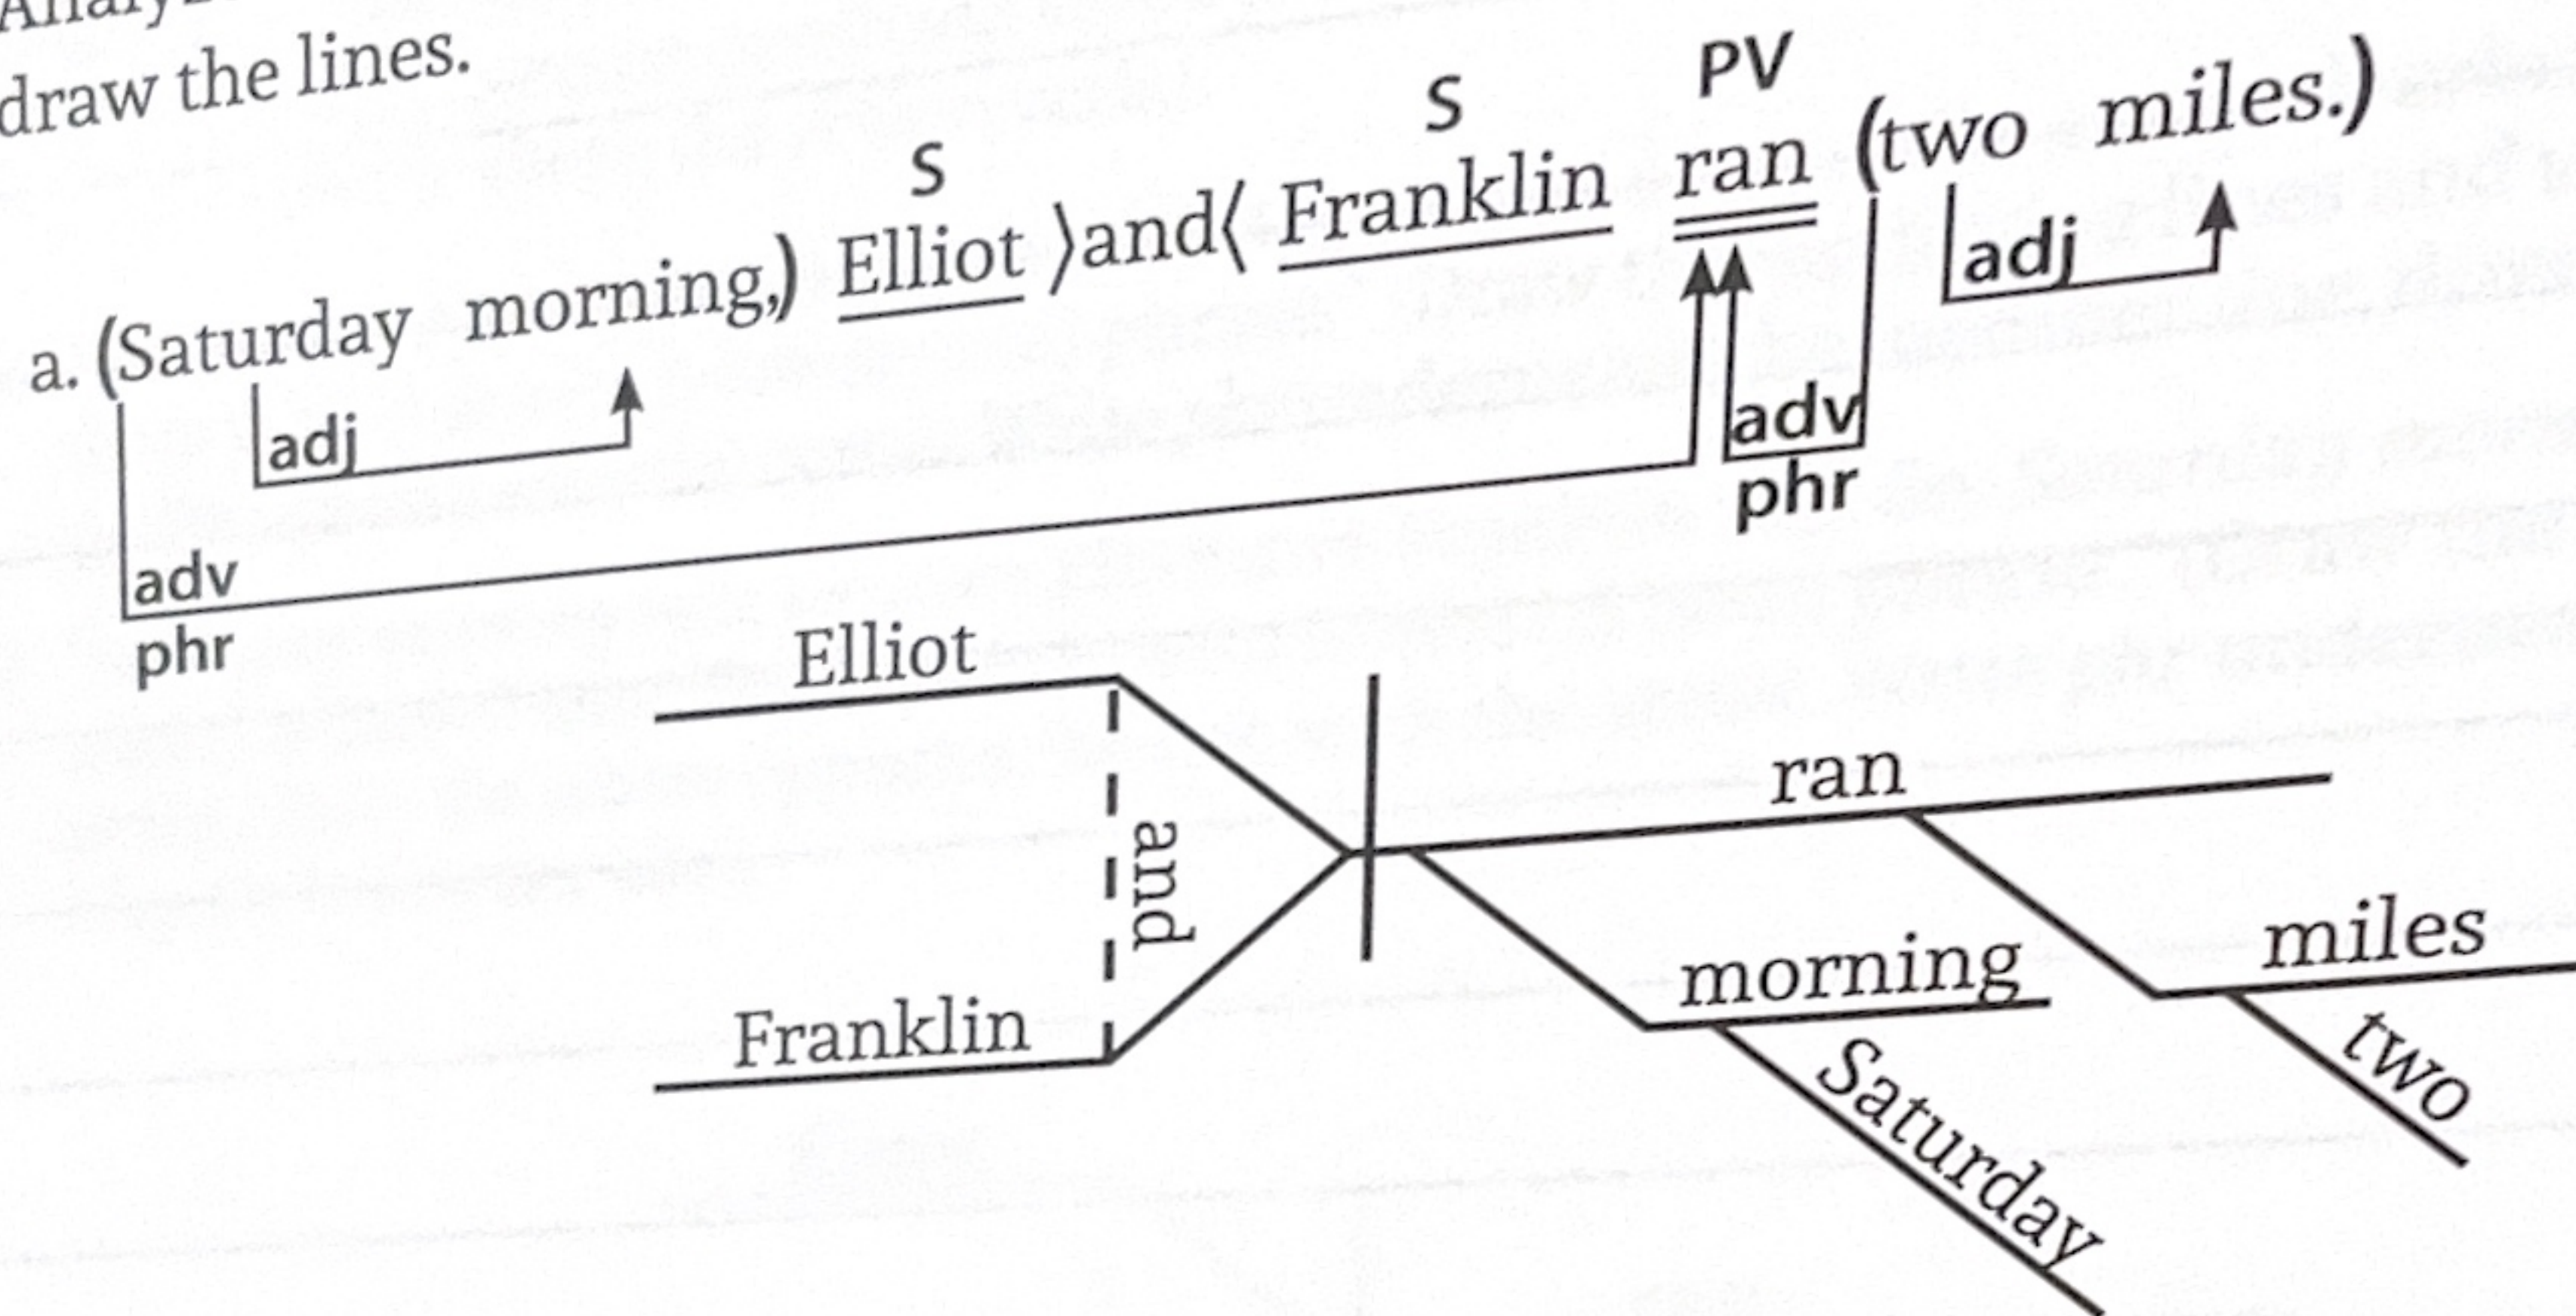 draw the lines.
S S PV
a. (Saturday morning,) Elliot ⟩and⟨ Franklin ran (two miles.)
adj adv adj
phr
adv
phr
Elliot
and
ran
Franklin
morning
miles
Saturday
two